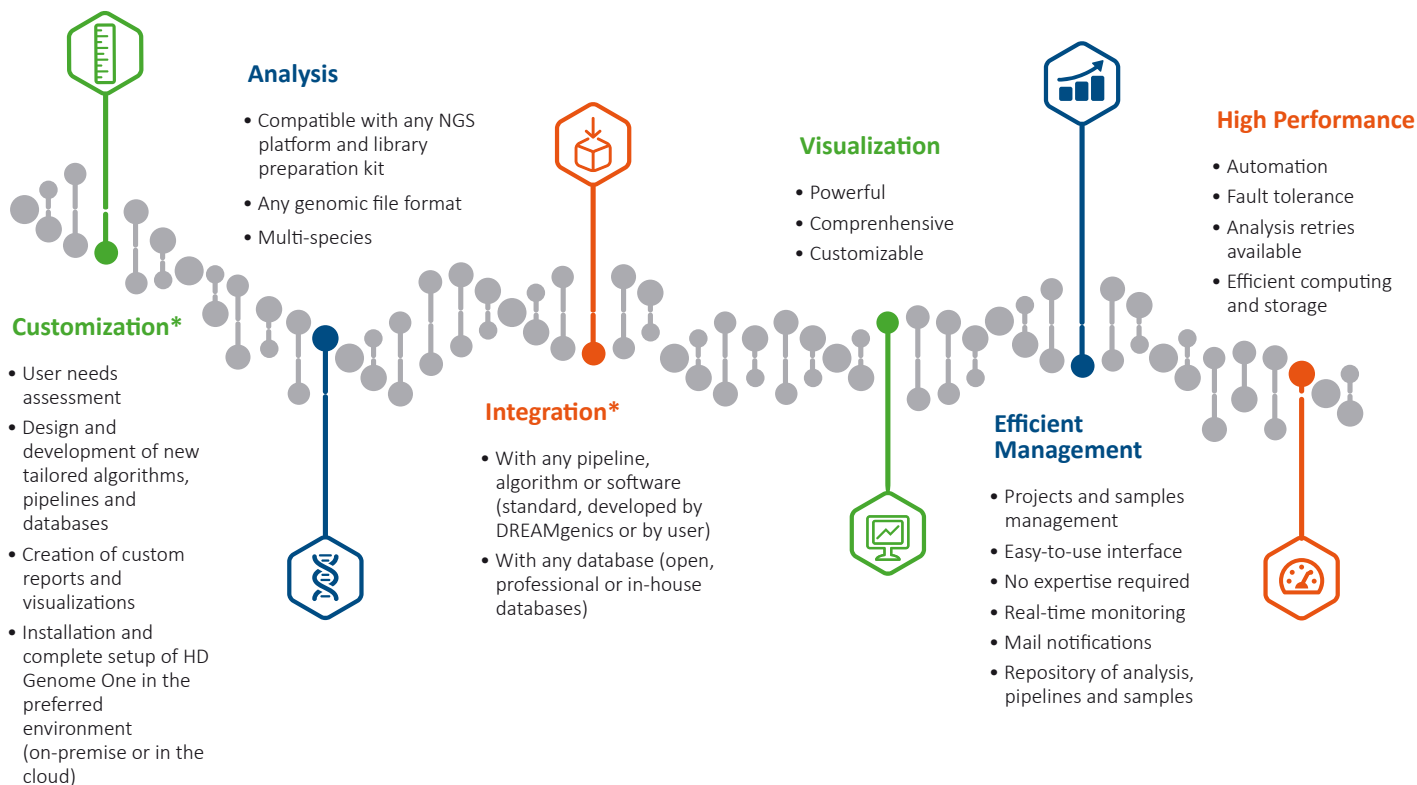 Customization*
• User needs
assessment
• Design and
development of new
tailored algorithms,
pipelines and
databases
• Creation of custom
reports and
visualizations
• Installation and
complete setup of HD
Genome One in the
preferred
environment
(on-premise or in the
cloud)
Analysis
• Compatible with any NGS
platform and library
preparation kit
• Any genomic file format
• Multi-species
Integration*
• With any pipeline,
algorithm or software
(standard, developed by
DREAMgenics or by user)
• With any database (open,
professional or in-house
databases)
Visualization
• Powerful
• Comprenhensive
• Customizable
Efficient
Management
• Projects and samples
management
• Easy-to-use interface
• No expertise required
• Real-time monitoring
• Mail notifications
• Repository of analysis,
pipelines and samples
High Performance
• Automation
• Fault tolerance
• Analysis retries
available
• Efficient computing
and storage